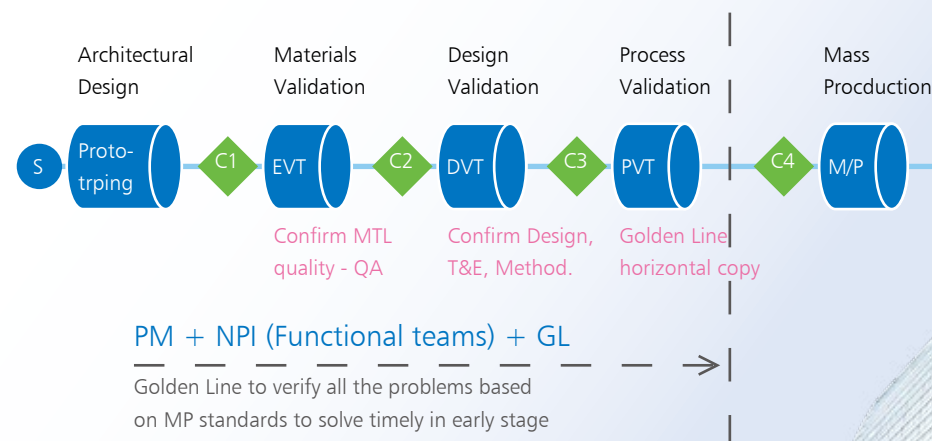 Architectural
Design
Materials
Validation
Design
Validation
Process
Validation
Mass
Procduction
S
Proto-
trping
C1
EVT
C2
DVT
C3
PVT
C4
M/P
Confirm MTL
quality - QA
Confirm Design,
T&E, Method.
Golden Line
horizontal copy
PM + NPI (Functional teams) + GL
Golden Line to verify all the problems based
on MP standards to solve timely in early stage